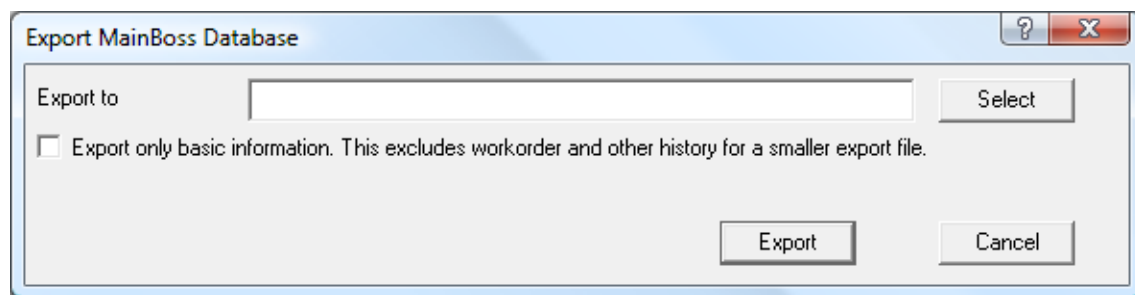 Export MainBoss Database ?
Export to Select
Export only basic information. This excludes workorder and other history for a smaller export file.
Export Cancel